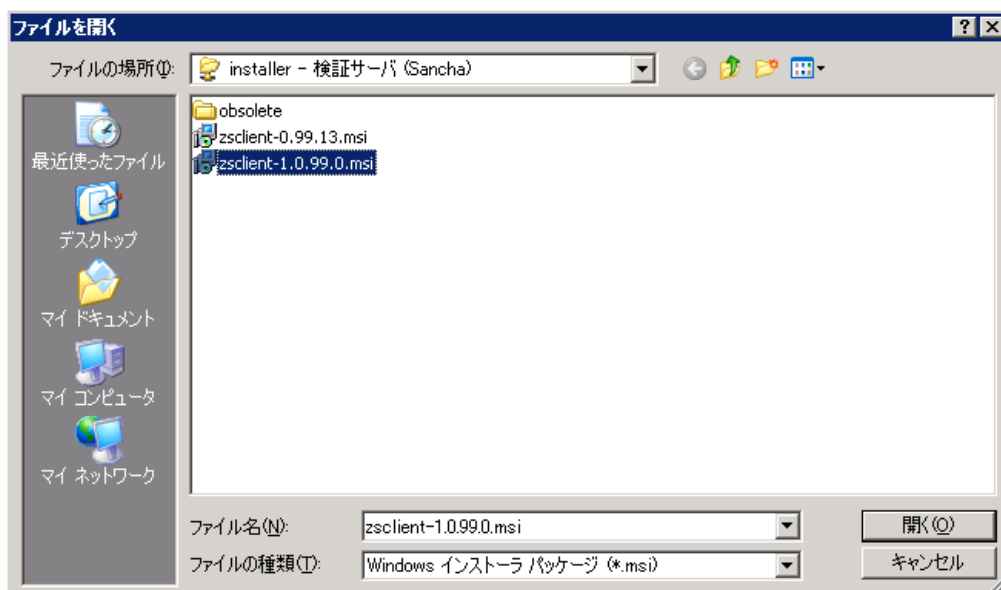 ファイルを開く
ファイルの場所(I):
installer - 検証サーバ (Sancha)
最近使ったファイル
デスクトップ
マイ ドキュメント
マイ コンピュータ
マイ ネットワーク
obsolete
zsclient-0.99.13.msi
zsclient-1.0.99.0.msi
ファイル名(N):
zsclient-1.0.99.0.msi
開く(O)
ファイルの種類(T):
Windows インストーラ パッケージ (*.msi)
キャンセル